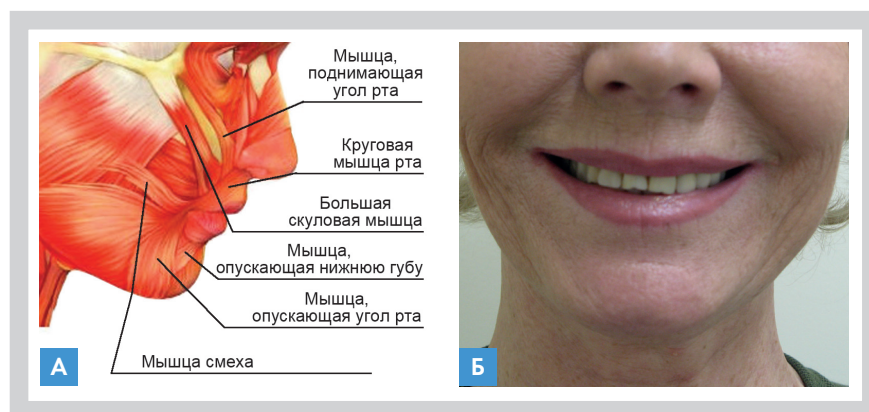 Мышца,
поднимающая
угол рта
Круговая
мышца рта
Большая
скуловая мышца
Мышца,
опускающая нижнюю губу
Мышца,
опускающая угол рта
Мышца смеха
А
Б